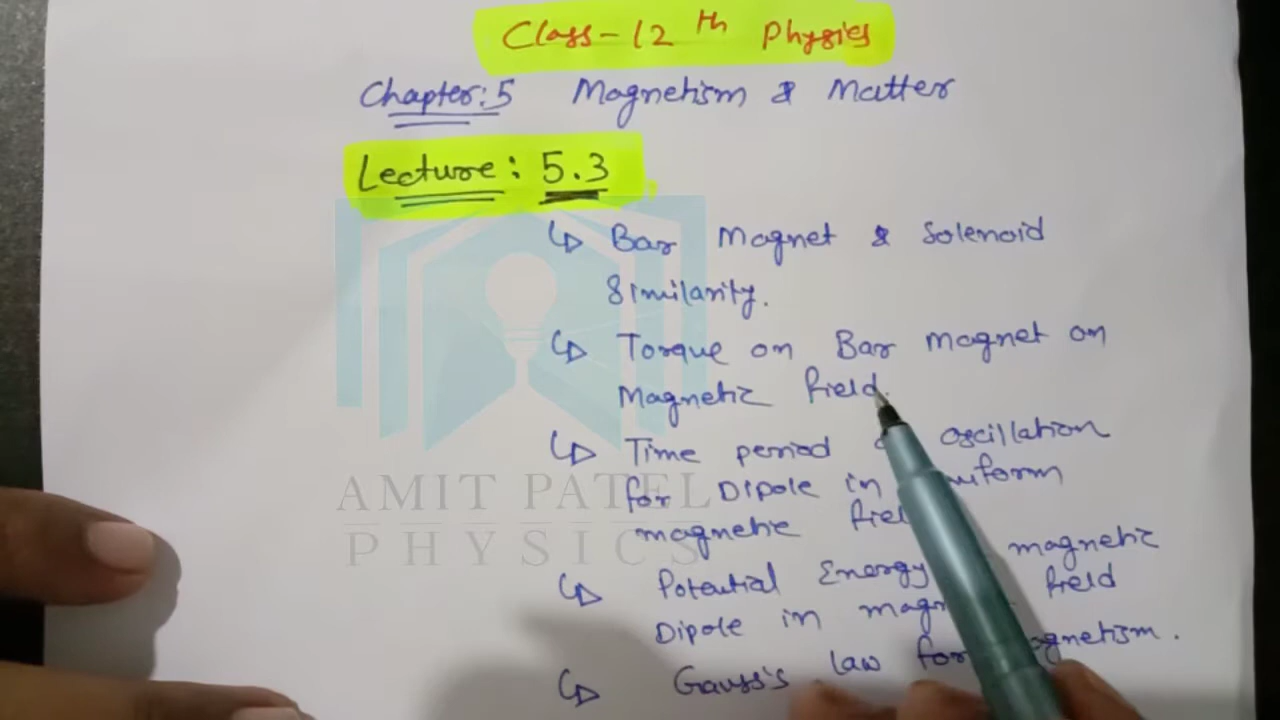 Class-12th Physics
Chapter:5 Magnetism & Matter
Lecture: 5.3
Bar Magnet & Solenoid
Similarity.
Torque on Bar magnet on
Magnetic field.
Time period oscillation
for Dipole in
magnetic
Potential Energy magnetic
Dipole in field
Gauss's law for
AMIT PATEL
PHYSICS